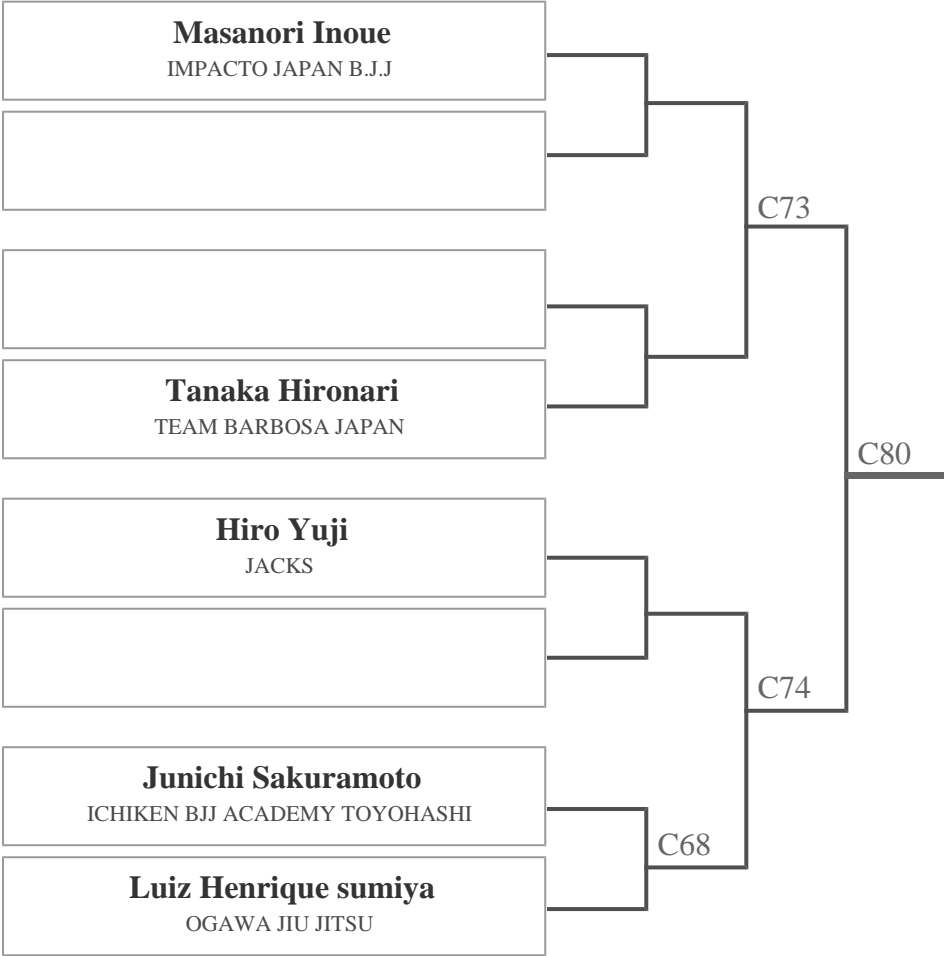 Masanori Inoue
IMPACTO JAPAN B.J.J
C73
Tanaka Hironari
TEAM BARBOSA JAPAN
C80
Hiro Yuji
JACKS
C74
Junichi Sakuramoto
ICHIKEN BJJ ACADEMY TOYOHASHI
C68
Luiz Henrique sumiya
OGAWA JIU JITSU